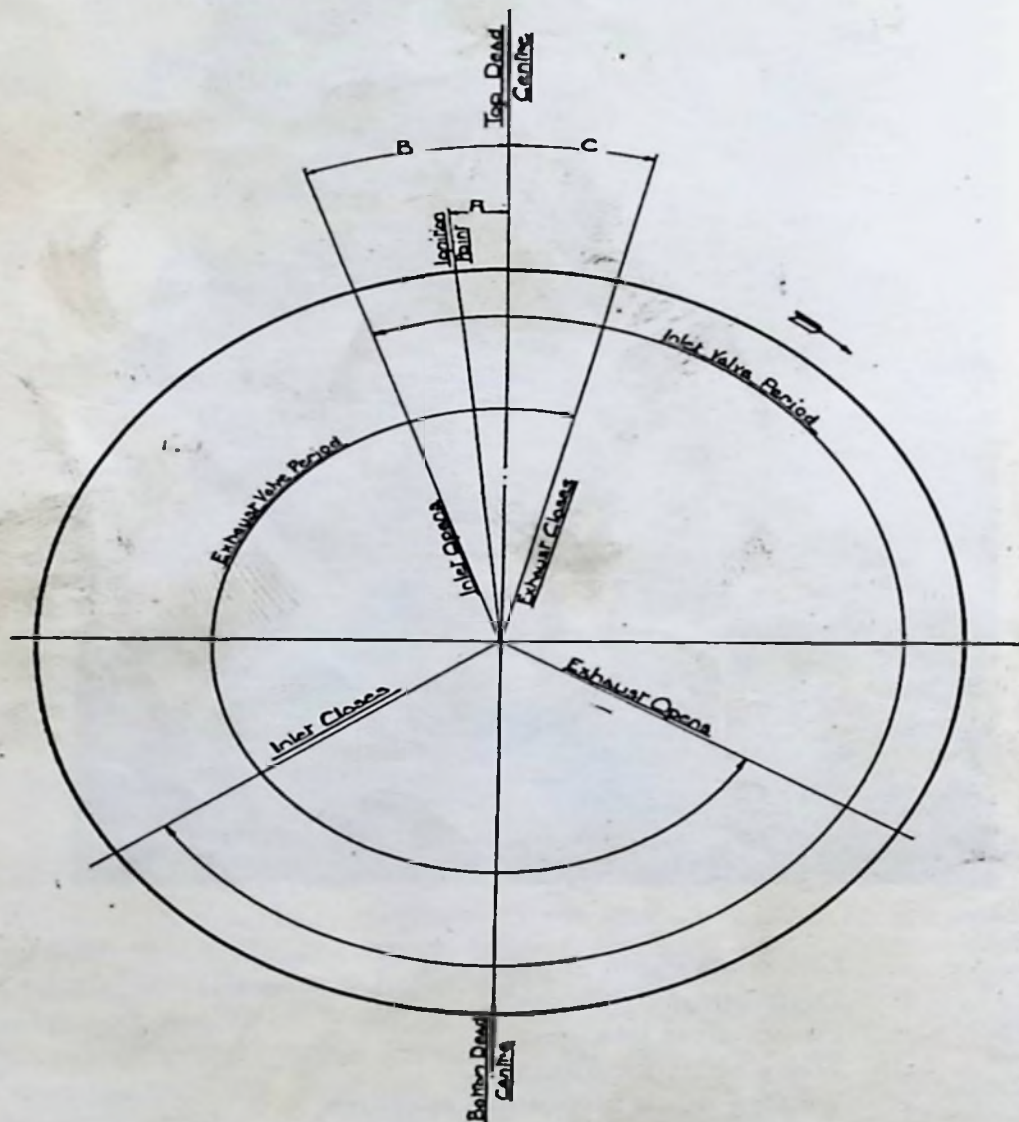 Top Dead
Centre
B
C
A
Ignition
Point
Inlet Valve Period
Exhaust Valve Period
Inlet Opens
Exhaust Closes
Inlet Closes
Exhaust Opens
Bottom Dead
Centre